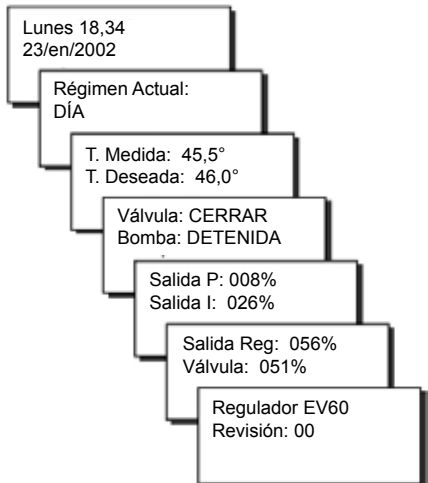 Lunes 18,34
23/en/2002
Régimen Actual:
DÍA
T. Medida: 45,5°
T. Deseada: 46,0°
Válvula: CERRAR
Bomba: DETENIDA
Salida P: 008%
Salida I: 026%
Salida Reg: 056%
Válvula: 051%
Regulador EV60
Revisión: 00